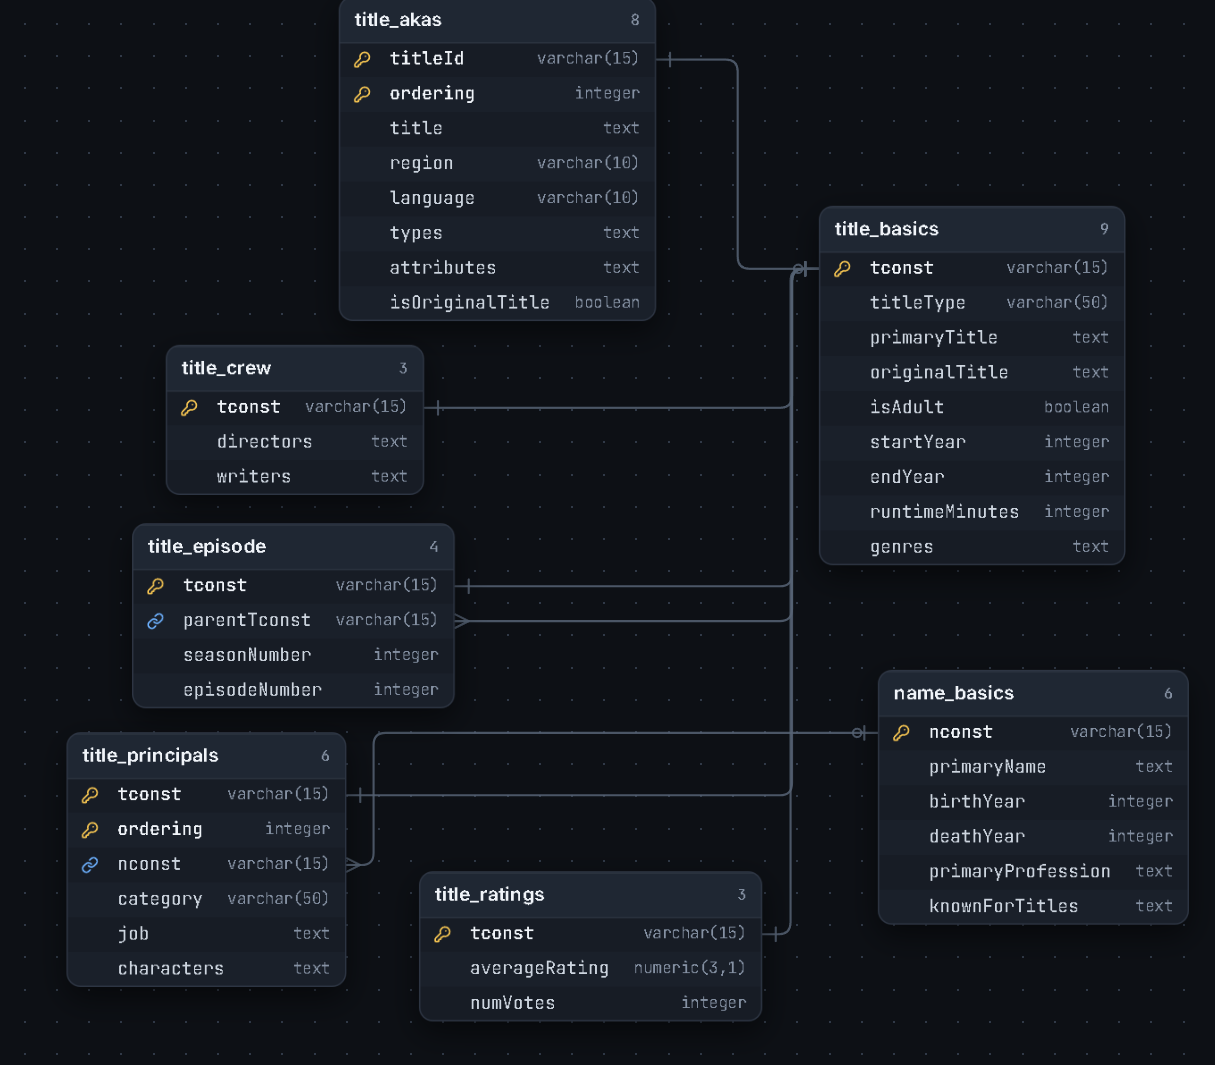 title_akas 8
titleId varchar(15)
ordering integer
title text
region varchar(10)
language varchar(10)
types text
attributes text
isOriginalTitle boolean
title_basics 9
tconst varchar(15)
titleType varchar(50)
primaryTitle text
originalTitle text
isAdult boolean
startYear integer
endYear integer
runtimeMinutes integer
genres text
title_crew 3
tconst varchar(15)
directors text
writers text
title_episode 4
tconst varchar(15)
parentTconst varchar(15)
seasonNumber integer
episodeNumber integer
name_basics 6
nconst varchar(15)
primaryName text
birthYear integer
deathYear integer
primaryProfession text
knownForTitles text
title_principals 6
tconst varchar(15)
ordering integer
nconst varchar(15)
category varchar(50)
job text
characters text
title_ratings 3
tconst varchar(15)
averageRating numeric(3,1)
numVotes integer